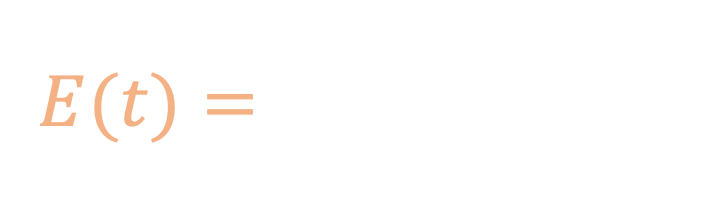 E(t) =